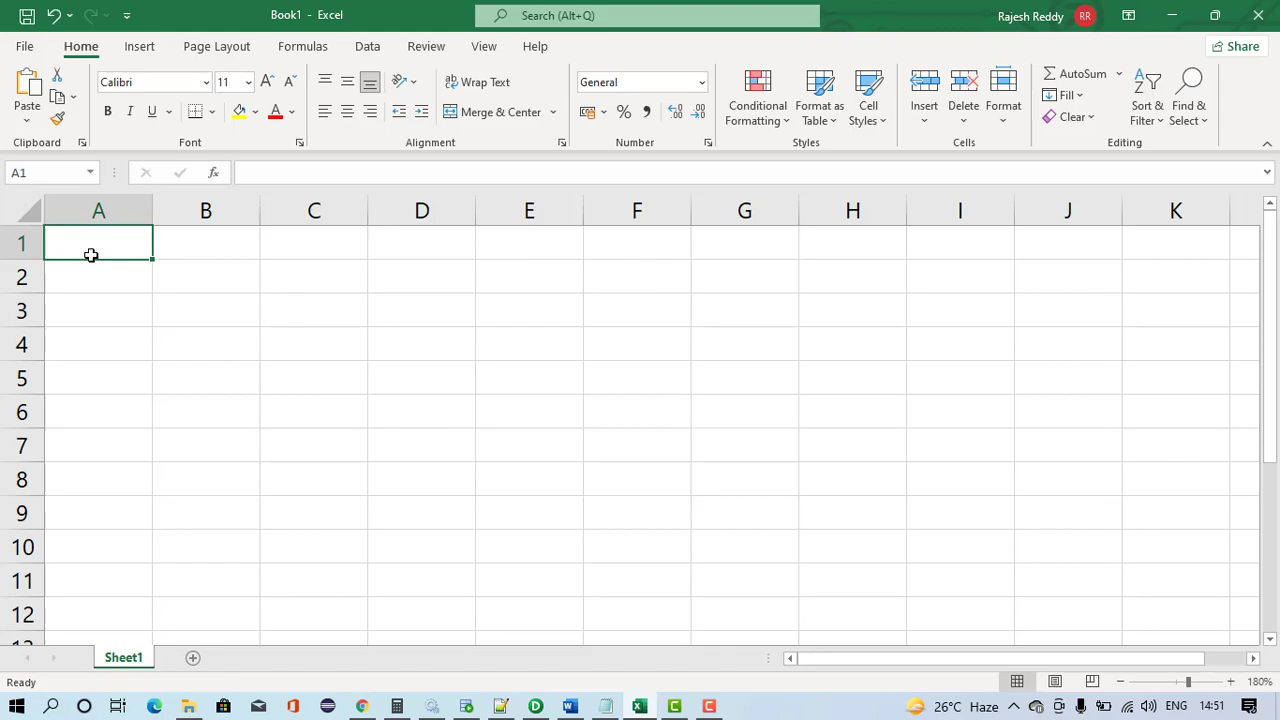 Book1 - Excel
Search (Alt+Q)
Rajesh Reddy RR
File Home Insert Page Layout Formulas Data Review View Help Share
Paste
Calibri 11
B I U A
Wrap Text
Merge & Center
General
%
Conditional Formatting
Format as Table
Cell Styles
Insert
Delete
Format
AutoSum
Fill
Clear
Sort & Filter
Find & Select
Clipboard Font Alignment Number Styles Cells Editing
A1 fx
A B C D E F G H I J K
1
2
3
4
5
6
7
8
9
10
11
12
13
Sheet1
Ready 180%
26°C Haze ENG 14:51